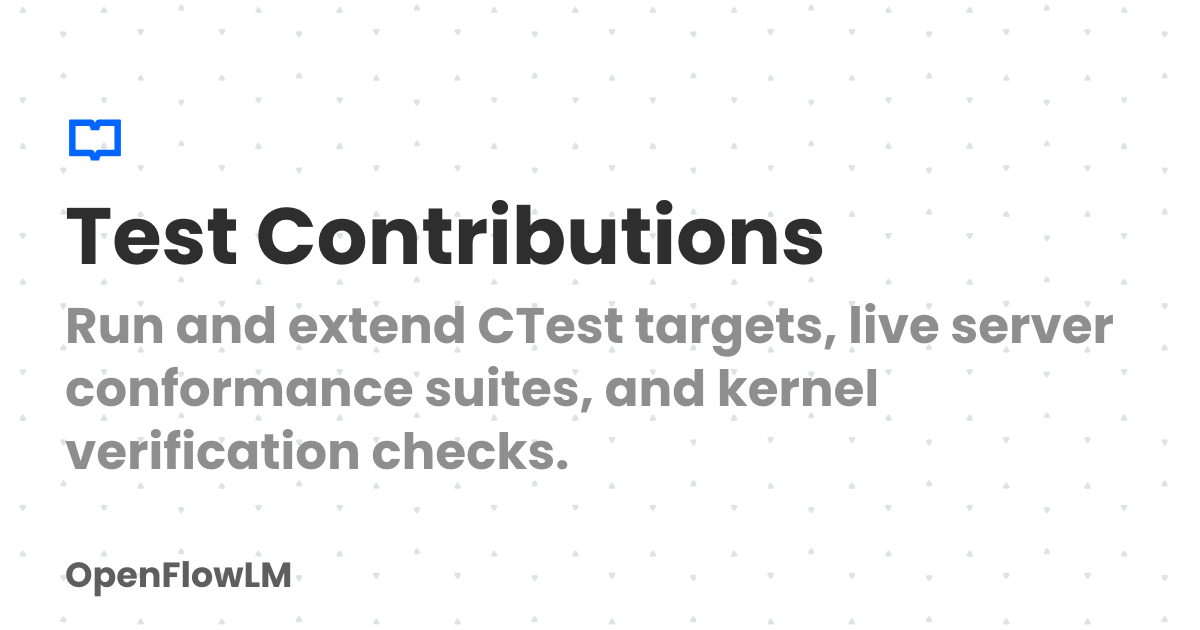 Test Contributions
Run and extend CTest targets, live server
conformance suites, and kernel
verification checks.
OpenFlowLM